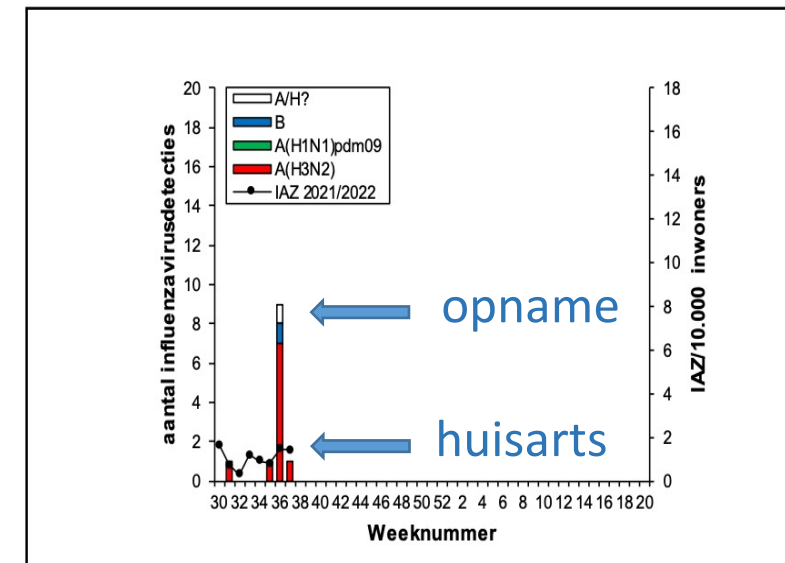 20
18
16
14
12
10
8
6
4
2
0
aantal influenzavirusdetecties
A/H?
B
A(H1N1)pdm09
A(H3N2)
IAZ 2021/2022
opname
huisarts
18
16
14
12
10
8
6
4
2
0
IAZ/10.000 inwoners
30 32 34 36 38 40 42 44 46 48 50 52 2 4 6 8 10 12 14 16 18 20
Weeknummer